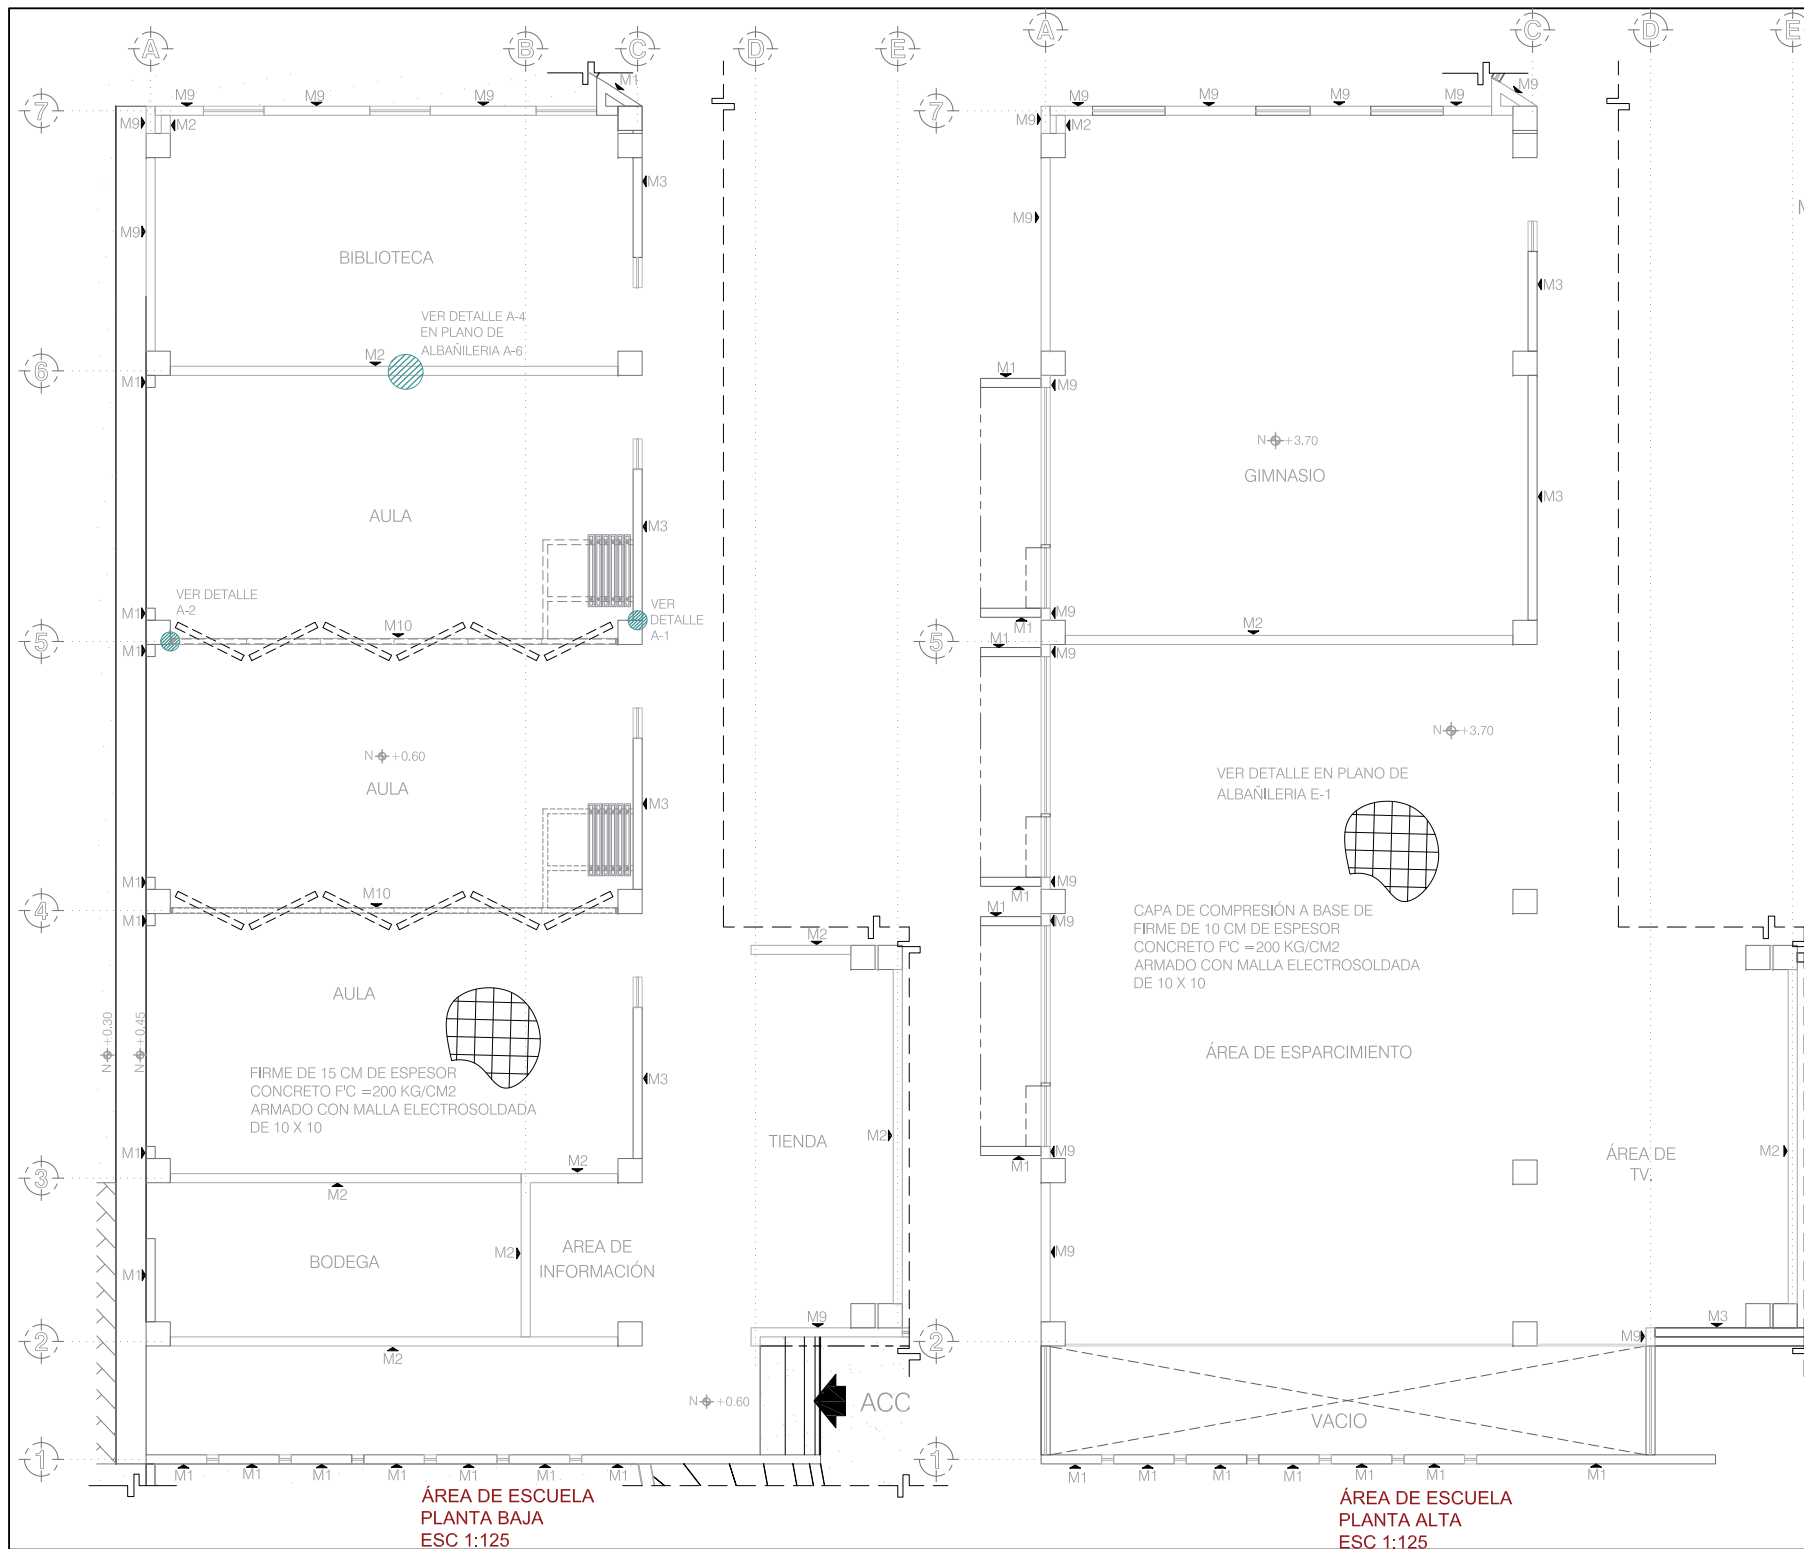 A
B
C
D
E
A
C
D
E
7
M9
M9
M9
M1
M9
M2
M3
M9
BIBLIOTECA
VER DETALLE A-4
EN PLANO DE
ALBAÑILERIA A-6
6
M2
M1
AULA
M3
VER DETALLE
A-2
M1
VER
DETALLE
A-1
5
M10
M1
N +0.60
AULA
M3
M1
4
M10
M1
M2
AULA
N +0.30
N +0.45
FIRME DE 15 CM DE ESPESOR
CONCRETO F'C =200 KG/CM2
ARMADO CON MALLA ELECTROSOLDADA
DE 10 X 10
M3
TIENDA
M2
M1
3
M2
M2
BODEGA
M2
AREA DE
INFORMACIÓN
M1
M9
2
M2
N +0.60
ACC
1
M1
M1
M1
M1
M1
M1
M1
ÁREA DE ESCUELA
PLANTA BAJA
ESC 1:125
7
M9
M9
M9
M9
M9
M9
M2
M9
M3
M1
M9
N +3.70
GIMNASIO
M3
M9
M1
5
M2
M1
M9
N +3.70
VER DETALLE EN PLANO DE
ALBAÑILERIA E-1
M9
M1
M1
M9
CAPA DE COMPRESIÓN A BASE DE
FIRME DE 10 CM DE ESPESOR
CONCRETO F'C =200 KG/CM2
ARMADO CON MALLA ELECTROSOLDADA
DE 10 X 10
ÁREA DE ESPARCIMIENTO
M9
M1
ÁREA DE
TV.
M2
M9
M3
2
M9
VACIO
1
M1
M1
M1
M1
M1
M1
M1
ÁREA DE ESCUELA
PLANTA ALTA
ESC 1:125